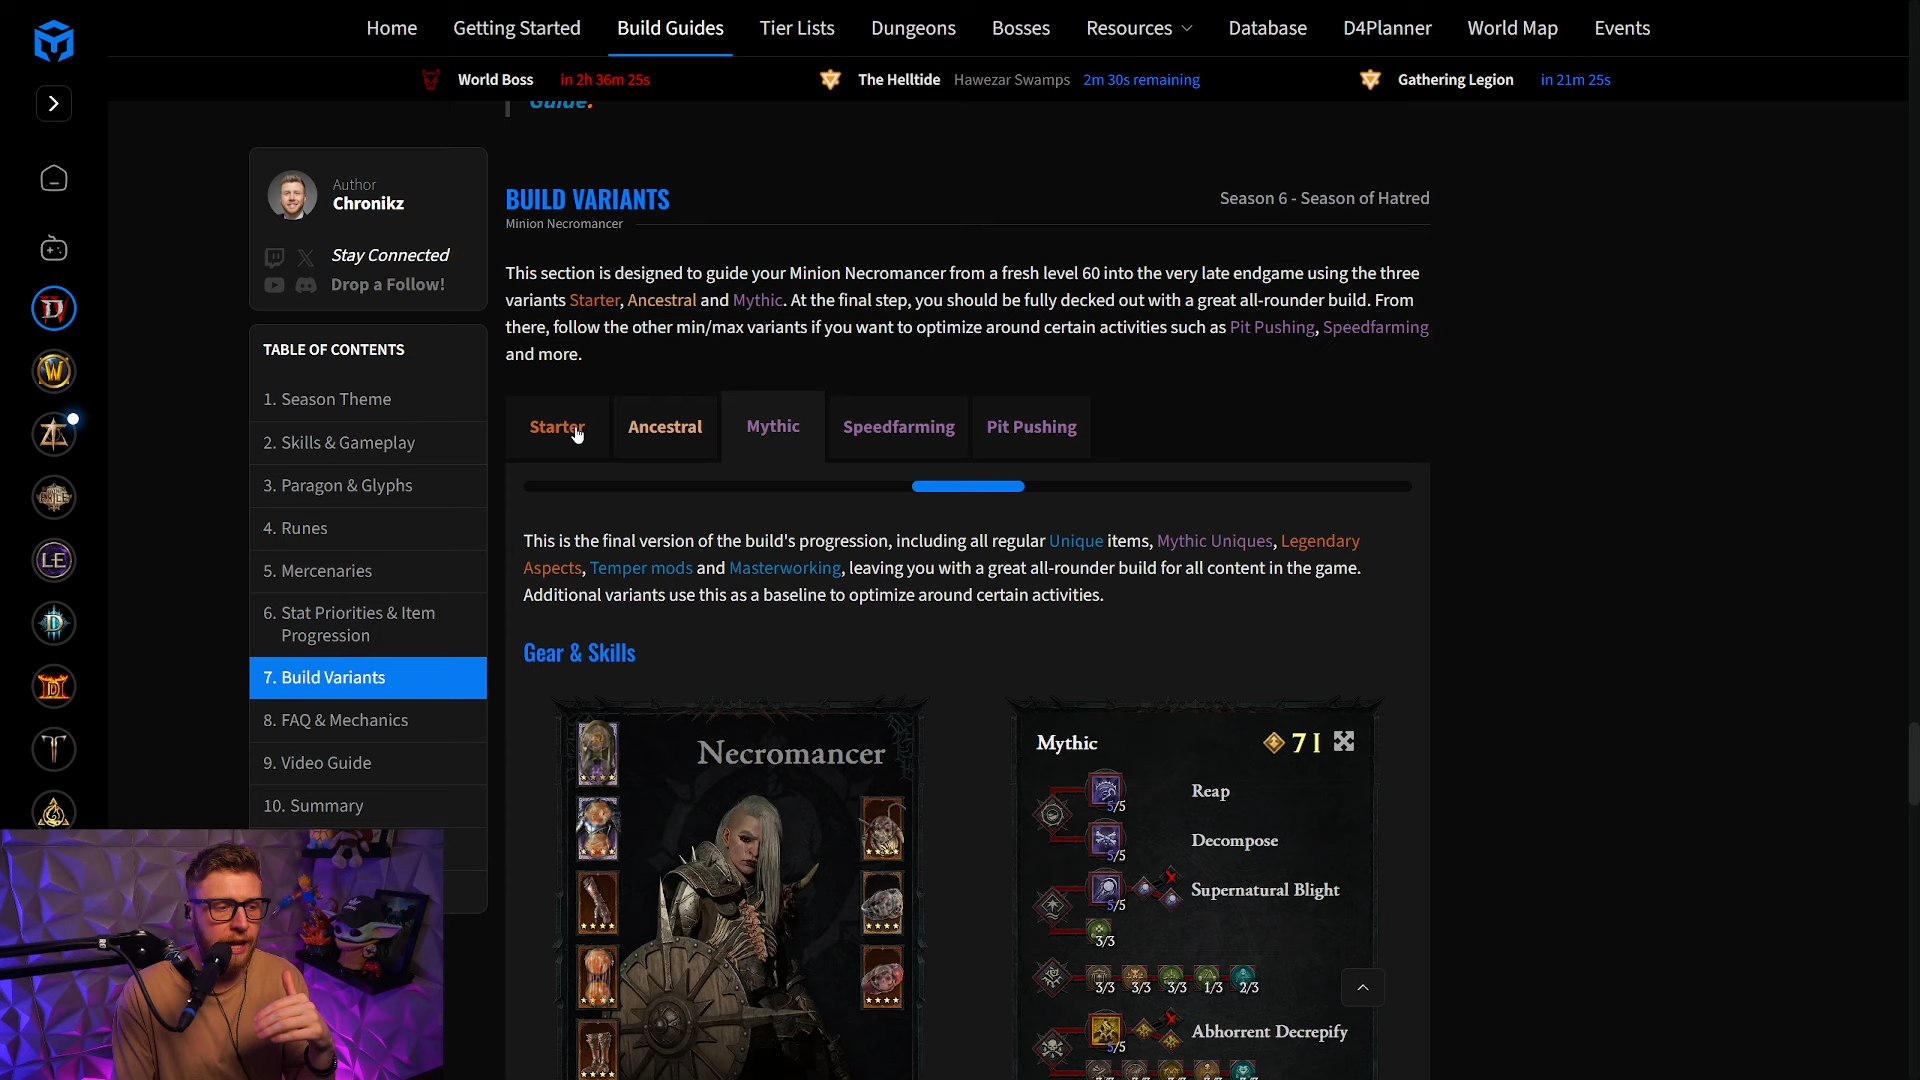 Home Getting Started Build Guides Tier Lists Dungeons Bosses Resources Database D4Planner World Map Events
World Boss in 2h 36m 25s The Helltide Hawezar Swamps 2m 30s remaining Gathering Legion in 21m 25s
Guide.
Author
Chronikz
Stay Connected
Drop a Follow!
TABLE OF CONTENTS
1. Season Theme
2. Skills & Gameplay
3. Paragon & Glyphs
4. Runes
5. Mercenaries
6. Stat Priorities & Item
Progression
7. Build Variants
8. FAQ & Mechanics
9. Video Guide
10. Summary
BUILD VARIANTS
Season 6 - Season of Hatred
Minion Necromancer
This section is designed to guide your Minion Necromancer from a fresh level 60 into the very late endgame using the three
variants Starter, Ancestral and Mythic. At the final step, you should be fully decked out with a great all-rounder build. From
there, follow the other min/max variants if you want to optimize around certain activities such as Pit Pushing, Speedfarming
and more.
Starter Ancestral Mythic Speedfarming Pit Pushing
This is the final version of the build's progression, including all regular Unique items, Mythic Uniques, Legendary
Aspects, Temper mods and Masterworking, leaving you with a great all-rounder build for all content in the game.
Additional variants use this as a baseline to optimize around certain activities.
Gear & Skills
Necromancer
Mythic 71
Reap
5/5
Decompose
5/5
Supernatural Blight
5/5
3/3
3/3 3/3 3/3 1/3 2/3
Abhorrent Decrepify
5/5